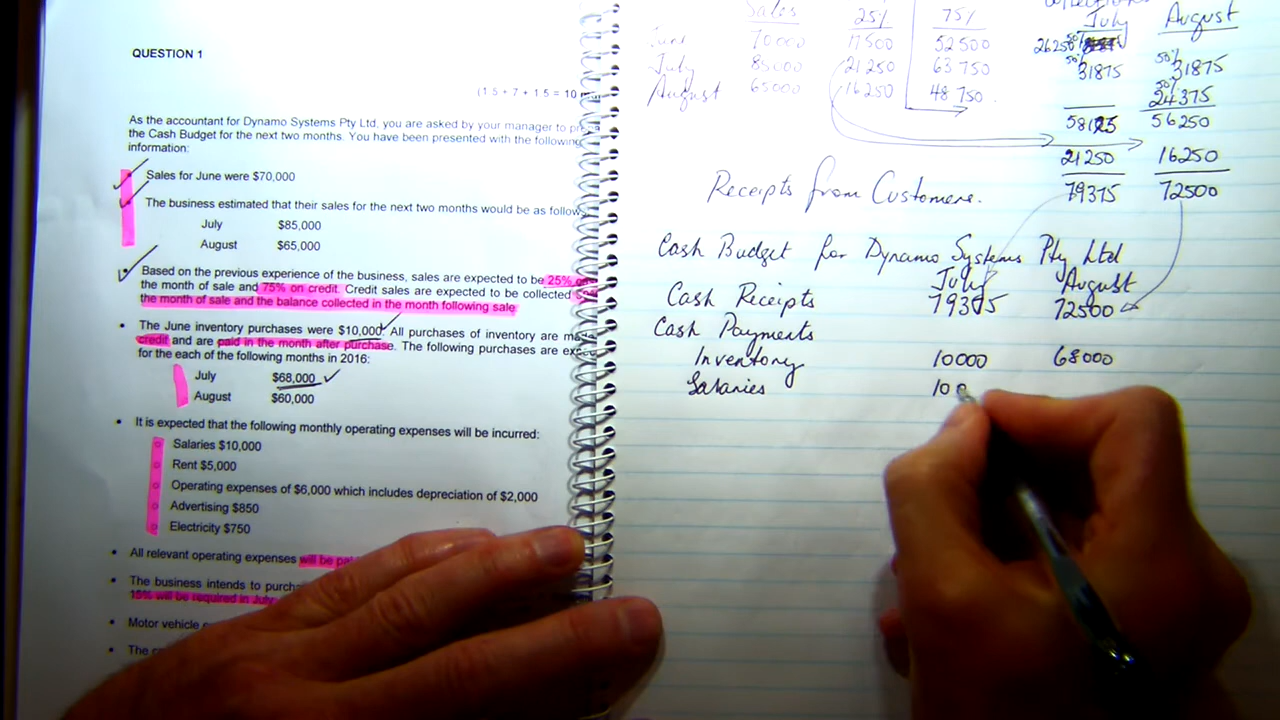 QUESTION 1
(1 5 + 7 + 1 5 = 10
As the accountant for Dynamo Systems Pty Ltd, you are asked by your manager to
the Cash Budget for the next two months. You have been presented with the following
information:
Sales for June were $70,000
The business estimated that their sales for the next two months would be as follows
July $85,000
August $65,000
Based on the previous experience of the business, sales are expected to be 25%
the month of sale and 75% on credit. Credit sales are expected to be collected
the month of sale and the balance collected in the month following sale
The June inventory purchases were $10,000. All purchases of inventory are
credit and are paid in the month after purchase. The following purchases are
for the each of the following months in 2016:
July $68,000
August $60,000
It is expected that the following monthly operating expenses will be incurred:
Salaries $10,000
Rent $5,000
Operating expenses of $6,000 which includes depreciation of $2,000
Advertising $850
Electricity $750
All relevant operating expenses will be
The business intends to
15% will be required in July
Motor vehicle
The
Sales 25% 75% July August
June 70000 17500 52500 26250
July 85000 21250 63750 50% 31875 50% 31875
August 65000 16250 48750. 24375
58125 56250
21250 16250
Receipts from Customers. 79375 72500
Cash Budget for Dynamo Systems Pty Ltd
July August
Cash Receipts 79375 72500
Cash Payments
Inventory 10000 68000
Salaries 100